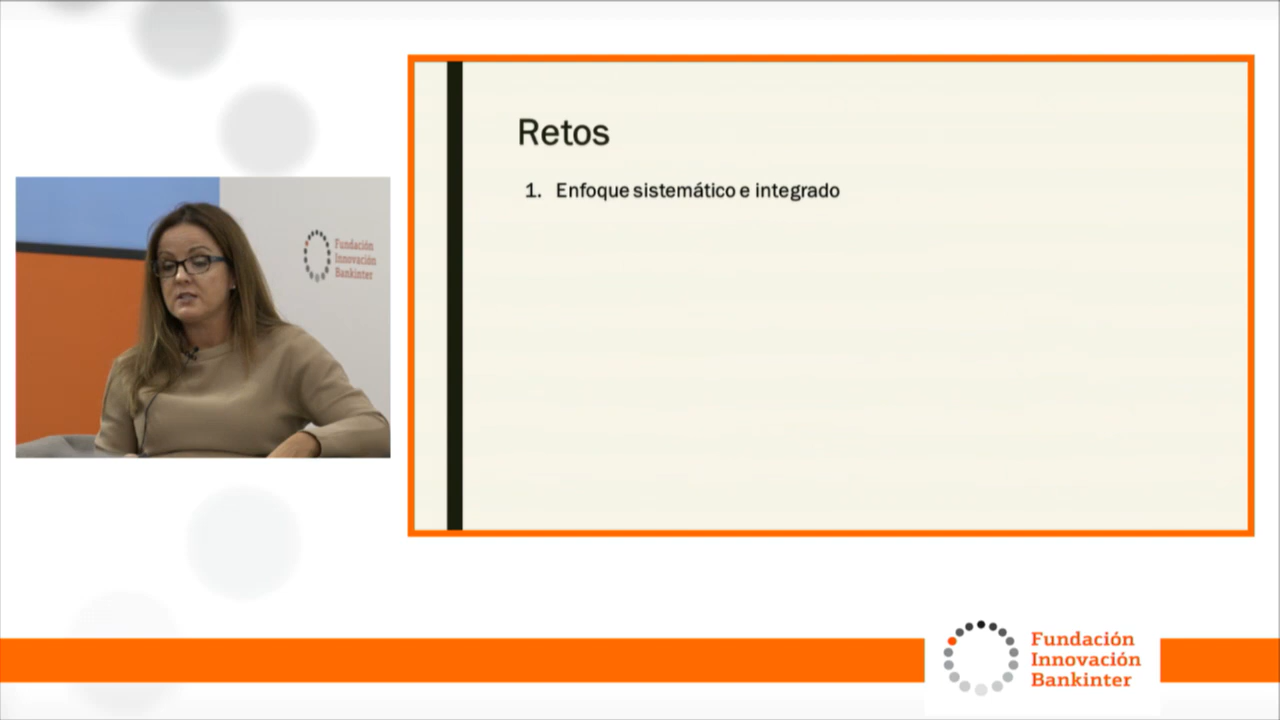 Retos
1. Enfoque sistemático e integrado
Fundación
Innovación
Bankinter
Fundación
Innovación
Bankinter